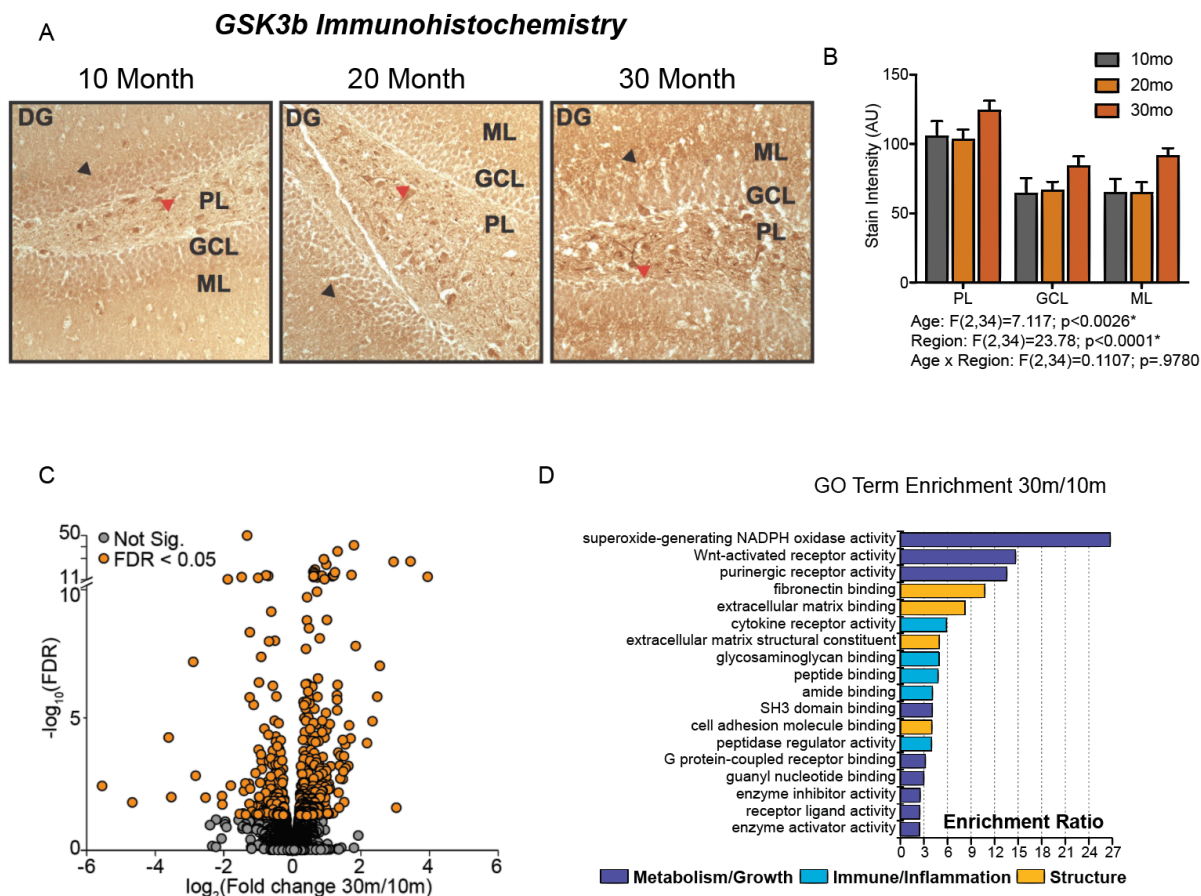 GSK3b Immunohistochemistry
A
10 Month
20 Month
30 Month
DG
PL
GCL
ML
DG
ML
GCL
PL
DG
ML
GCL
PL
B
10mo
20mo
30mo
Stain Intensity (AU)
150
100
50
0
PL GCL ML
Age: F(2,34)=7.117; p<0.0026*
Region: F(2,34)=23.78; p<0.0001*
Age x Region: F(2,34)=0.1107; p=.9780
C
Not Sig.
FDR < 0.05
-log10(FDR)
50
11
10
5
0
-6 -4 -2 0 2 4 6
log2(Fold change 30m/10m)
D
GO Term Enrichment 30m/10m
superoxide-generating NADPH oxidase activity
Wnt-activated receptor activity
purinergic receptor activity
fibronectin binding
extracellular matrix binding
cytokine receptor activity
extracellular matrix structural constituent
glycosaminoglycan binding
peptide binding
amide binding
SH3 domain binding
cell adhesion molecule binding
peptidase regulator activity
G protein-coupled receptor binding
guanyl nucleotide binding
enzyme inhibitor activity
receptor ligand activity
enzyme activator activity
Enrichment Ratio
0 3 6 9 12 15 18 21 24 27
Metabolism/Growth Immune/Inflammation Structure